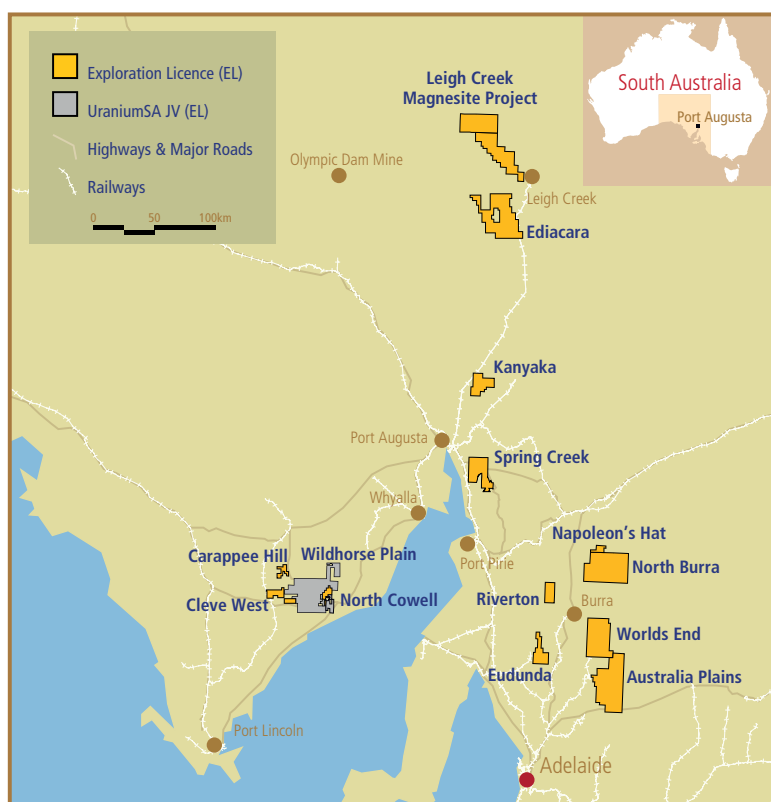 Exploration Licence (EL)
UraniumSA JV (EL)
Highways & Major Roads
Railways
0 50 100km
South Australia
Port Augusta
Leigh Creek
Magnesite Project
Olympic Dam Mine
Leigh Creek
Ediacara
Kanyaka
Port Augusta
Spring Creek
Whyalla
Napoleon's Hat
Port Pirie
Carappee Hill
Wildhorse Plain
North Burra
Cleve West
North Cowell
Riverton
Burra
Worlds End
Eudunda
Australia Plains
Port Lincoln
Adelaide